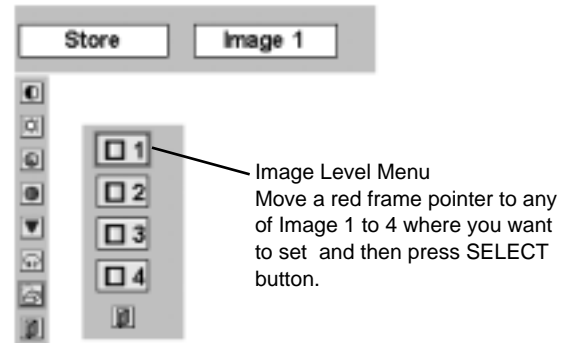 Store Image 1
1
2
3
4
Image Level Menu
Move a red frame pointer to any
of Image 1 to 4 where you want
to set and then press SELECT
button.